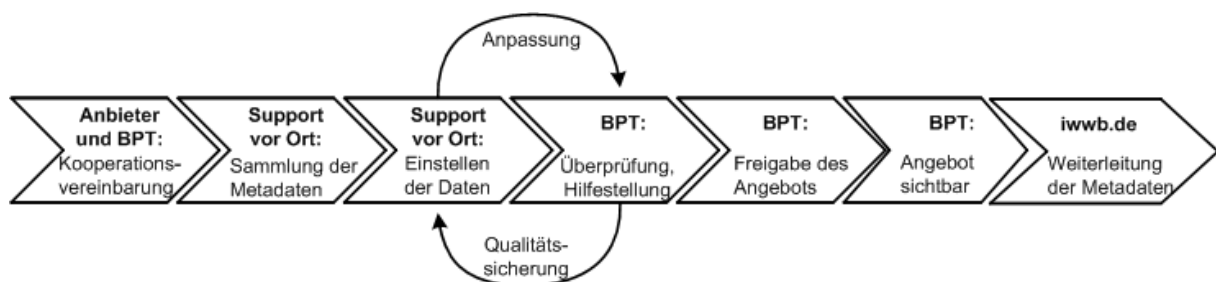 Anpassung
Anbieter
und BPT:
Kooperations-
vereinbarung
Support
vor Ort:
Sammlung der
Metadaten
Support
vor Ort:
Einstellen
der Daten
BPT:
Überprüfung,
Hilfestellung
BPT:
Freigabe des
Angebots
BPT:
Angebot
sichtbar
iwwb.de
Weiterleitung
der Metadaten
Qualitäts-
sicherung